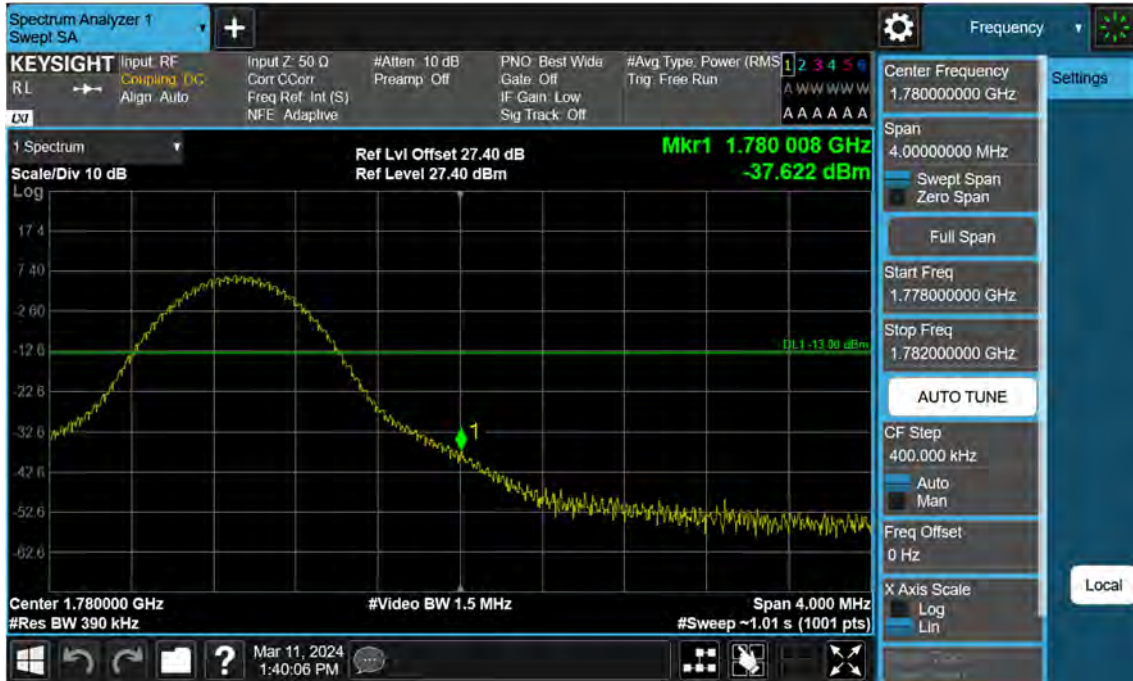 Spectrum Analyzer 1
Swept SA
+
Frequency
KEYSIGHT
RL
LXI
Input: RF
Coupling: DC
Align: Auto
Input Z: 50 Ω
Corr CCorr
Freq Ref: Int (S)
NFE: Adaptive
#Atten: 10 dB
Preamp: Off
PNO: Best Wide
Gate: Off
IF Gain: Low
Sig Track: Off
#Avg Type: Power (RMS
Trig: Free Run
1 2 3 4 5 6
A W W W W W
A A A A A A
1 Spectrum
Scale/Div 10 dB
Log
Ref Lvl Offset 27.40 dB
Ref Level 27.40 dBm
Mkr1 1.780 008 GHz
-37.622 dBm
17.4
7.40
-2.60
-12.6
-22.6
-32.6
-42.6
-52.6
-62.6
DL1 -13.00 dBm
1
Center 1.780000 GHz
#Res BW 390 kHz
#Video BW 1.5 MHz
Span 4.000 MHz
#Sweep ~1.01 s (1001 pts)
Center Frequency
1.780000000 GHz
Span
4.00000000 MHz
Swept Span
Zero Span
Full Span
Start Freq
1.778000000 GHz
Stop Freq
1.782000000 GHz
AUTO TUNE
CF Step
400.000 kHz
Auto
Man
Freq Offset
0 Hz
X Axis Scale
Log
Lin
Settings
Local
?
Mar 11, 2024
1:40:06 PM